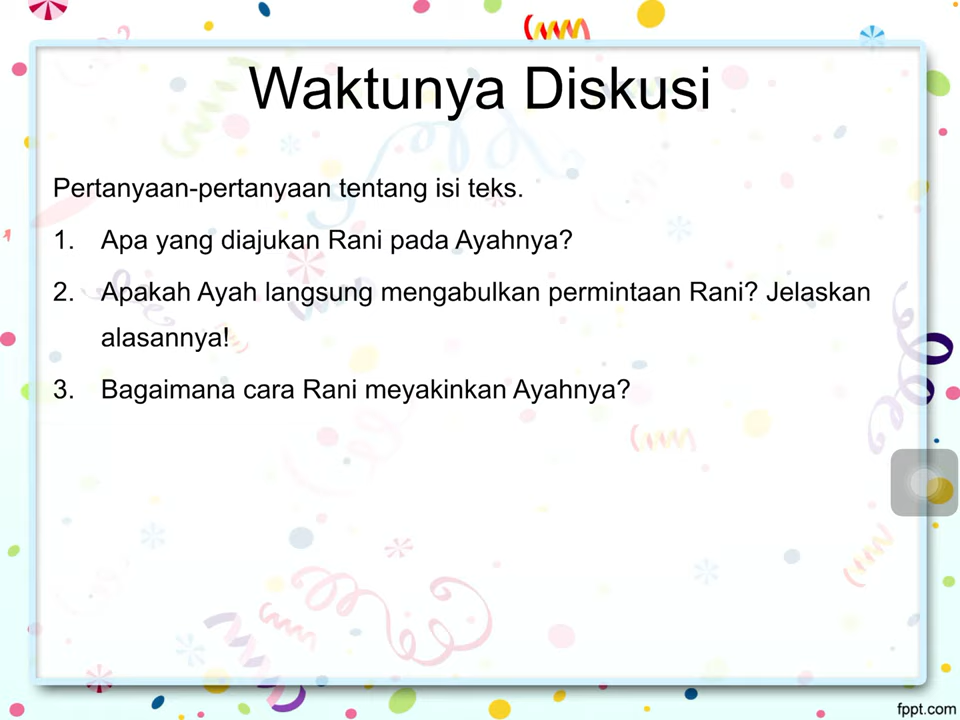 Waktunya Diskusi
Pertanyaan-pertanyaan tentang isi teks.
1. Apa yang diajukan Rani pada Ayahnya?
2. Apakah Ayah langsung mengabulkan permintaan Rani? Jelaskan
alasannya!
3. Bagaimana cara Rani meyakinkan Ayahnya?
fppt.com